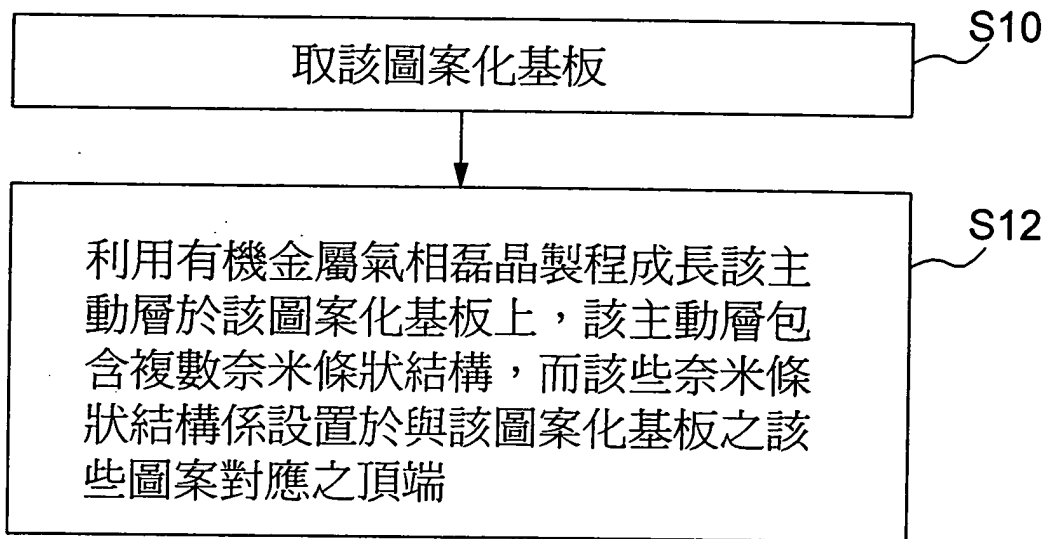 S10
取該圖案化基板
S12
利用有機金屬氣相磊晶製程成長該主
動層於該圖案化基板上，該主動層包
含複數奈米條狀結構，而該些奈米條
狀結構係設置於與該圖案化基板之該
些圖案對應之頂端